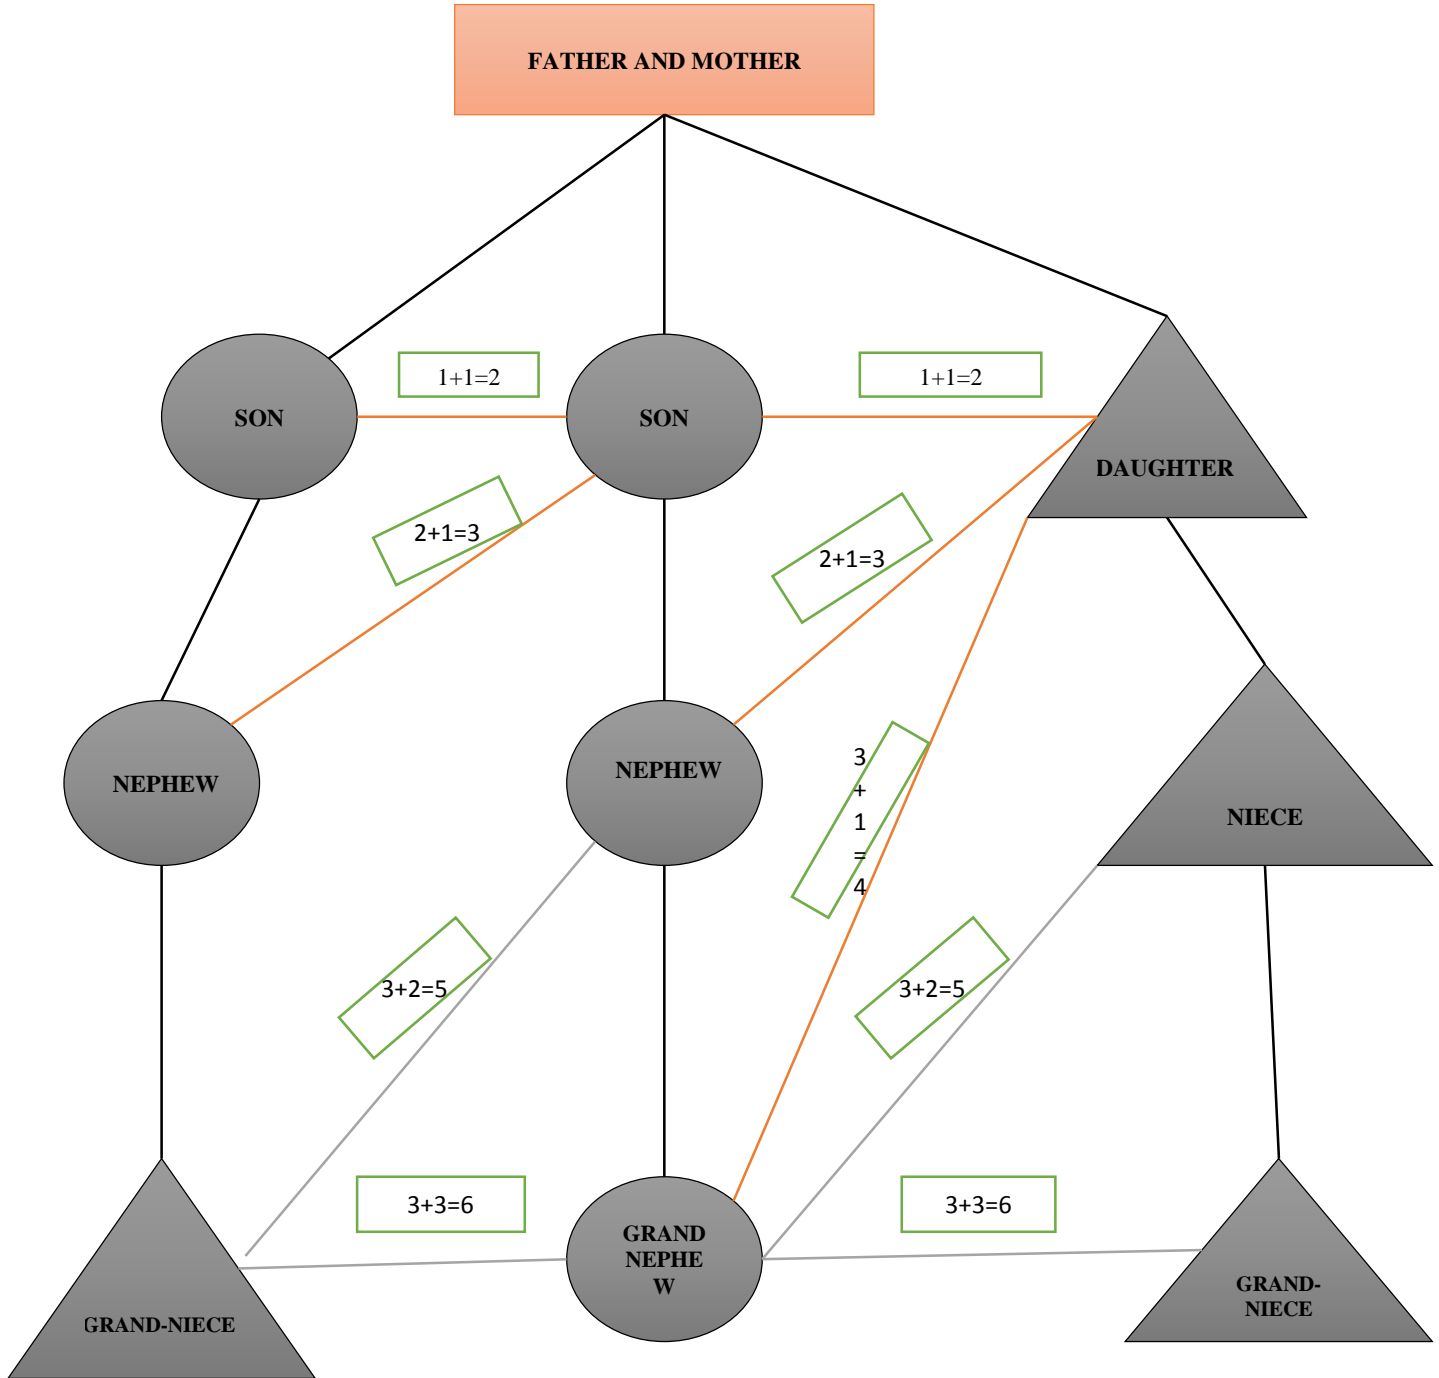 FATHER AND MOTHER
1+1=2
1+1=2
SON
SON
DAUGHTER
2+1=3
2+1=3
NEPHEW
NEPHEW
3
+
1
=
4
NIECE
3+2=5
3+2=5
3+3=6
3+3=6
GRAND
NEPHE
W
GRAND-NIECE
GRAND-
NIECE